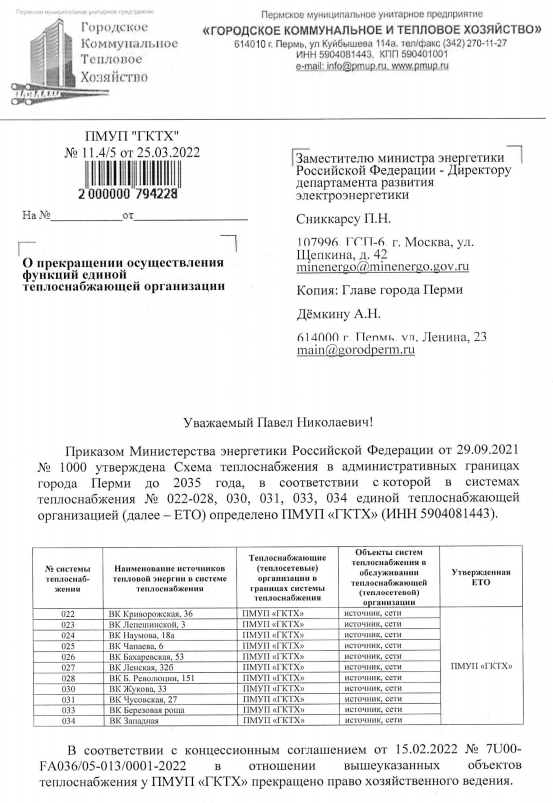 Пермское муниципальное унитарное предприятие
Городское
Коммунальное
Тепловое
Хозяйство
Пермское муниципальное унитарное предприятие
«ГОРОДСКОЕ КОММУНАЛЬНОЕ И ТЕПЛОВОЕ ХОЗЯЙСТВО»
614010 г. Пермь, ул Куйбышева 114а. тел/факс (342) 270-11-27
ИНН 5904081443, КПП 590401001
e-mail: info@pmup.ru, www.pmup.ru
ПМУП "ГКТХ"
№ 11.4/5 от 25.03.2022
2 000000 794228
На №____________от________________
О прекращении осуществления
функций единой
теплоснабжающей организации
Заместителю министра энергетики
Российской Федерации - Директору
департамента развития
электроэнергетики
Сниккарсу П.Н.
107996, ГСП-6, г. Москва, ул.
Щепкина, д. 42
minenergo@minenergo.gov.ru
Копия: Главе города Перми
Дёмкину А.Н.
614000 г. Пермь, ул. Ленина, 23
main@gorodperm.ru
Уважаемый Павел Николаевич!
Приказом Министерства энергетики Российской Федерации от 29.09.2021
№ 1000 утверждена Схема теплоснабжения в административных границах
города Перми до 2035 года, в соответствии с которой в системах
теплоснабжения № 022-028, 030, 031, 033, 034 единой теплоснабжающей
организацией (далее – ЕТО) определено ПМУП «ГКТХ» (ИНН 5904081443).
№ системы теплоснаб-жения Наименование источников тепловой энергии в системе теплоснабжения Теплоснабжающие (теплосетевые) организации в границах системы теплоснабжения Объекты систем теплоснабжения в обслуживании теплоснабжающей (теплосетевой) организации Утвержденная ЕТО
022 ВК Криворожская, 36 ПМУП «ГКТХ» источник, сети
023 ВК Лепешинской, 3 ПМУП «ГКТХ» источник, сети
024 ВК Наумова, 18а ПМУП «ГКТХ» источник, сети
025 ВК Чапаева, 6 ПМУП «ГКТХ» источник, сети
026 ВК Бахаревская, 53 ПМУП «ГКТХ» источник, сети
027 ВК Ленская, 32б ПМУП «ГКТХ» источник, сети ПМУП «ГКТХ»
028 ВК Б. Революции, 151 ПМУП «ГКТХ» источник, сети
030 ВК Жукова, 33 ПМУП «ГКТХ» источник, сети
031 ВК Чусовская, 27 ПМУП «ГКТХ» источник, сети
033 ВК Березовая роща ПМУП «ГКТХ» источник, сети
034 ВК Западная ПМУП «ГКТХ» источник, сети
В соответствии с концессионным соглашением от 15.02.2022 № 7U00-
FA036/05-013/0001-2022 в отношении вышеуказанных объектов
теплоснабжения у ПМУП «ГКТХ» прекращено право хозяйственного ведения.